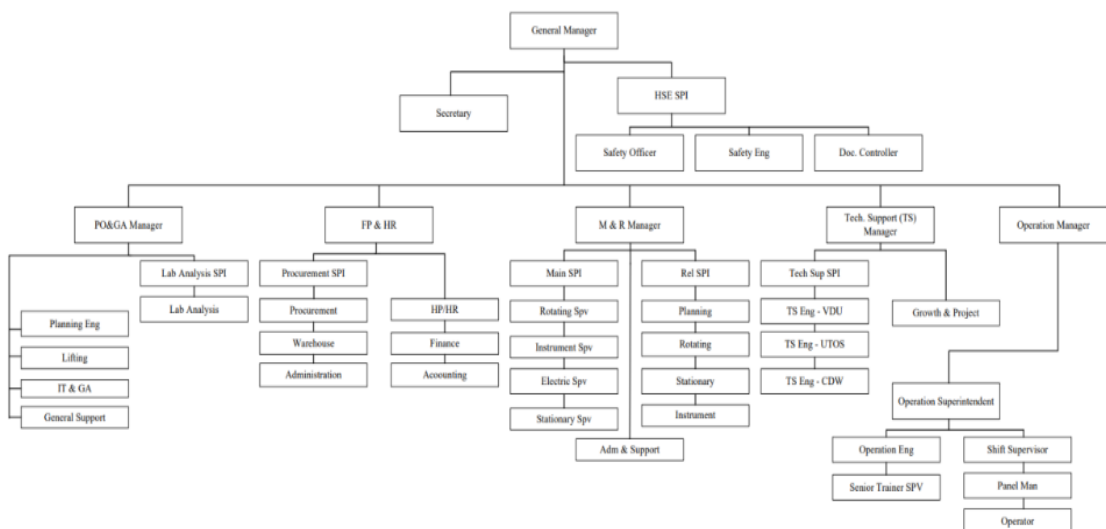 General Manager
HSE SPI
Secretary
Safety Officer
Safety Eng
Doc. Controller
PO&GA Manager
FP & HR
M & R Manager
Tech. Support (TS)
Manager
Operation Manager
Lab Analysis SPI
Lab Analysis
Planning Eng
Lifting
IT & GA
General Support
Procurement SPI
Procurement
Warehouse
Administration
HP/HR
Finance
Acoounting
Main SPI
Rotating Spv
Instrument Spv
Electric Spv
Stationary Spv
Rel SPI
Planning
Rotating
Stationary
Instrument
Adm & Support
Tech Sup SPI
TS Eng - VDU
TS Eng - UTOS
TS Eng - CDW
Growth & Project
Operation Superintendent
Operation Eng
Senior Trainer SPV
Shift Supervisor
Panel Man
Operator